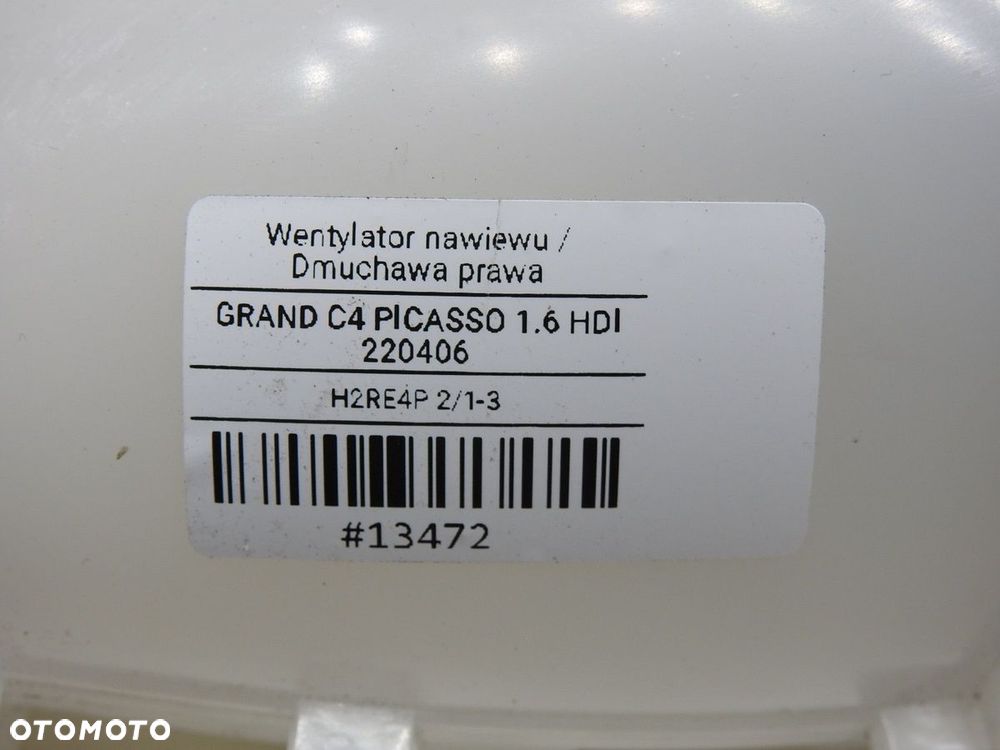 Wentylator nawiewu /
Dmuchawa prawa
GRAND C4 PICASSO 1.6 HDI
220406
H2RE4P 2/1-3
#13472
OTOMOTO